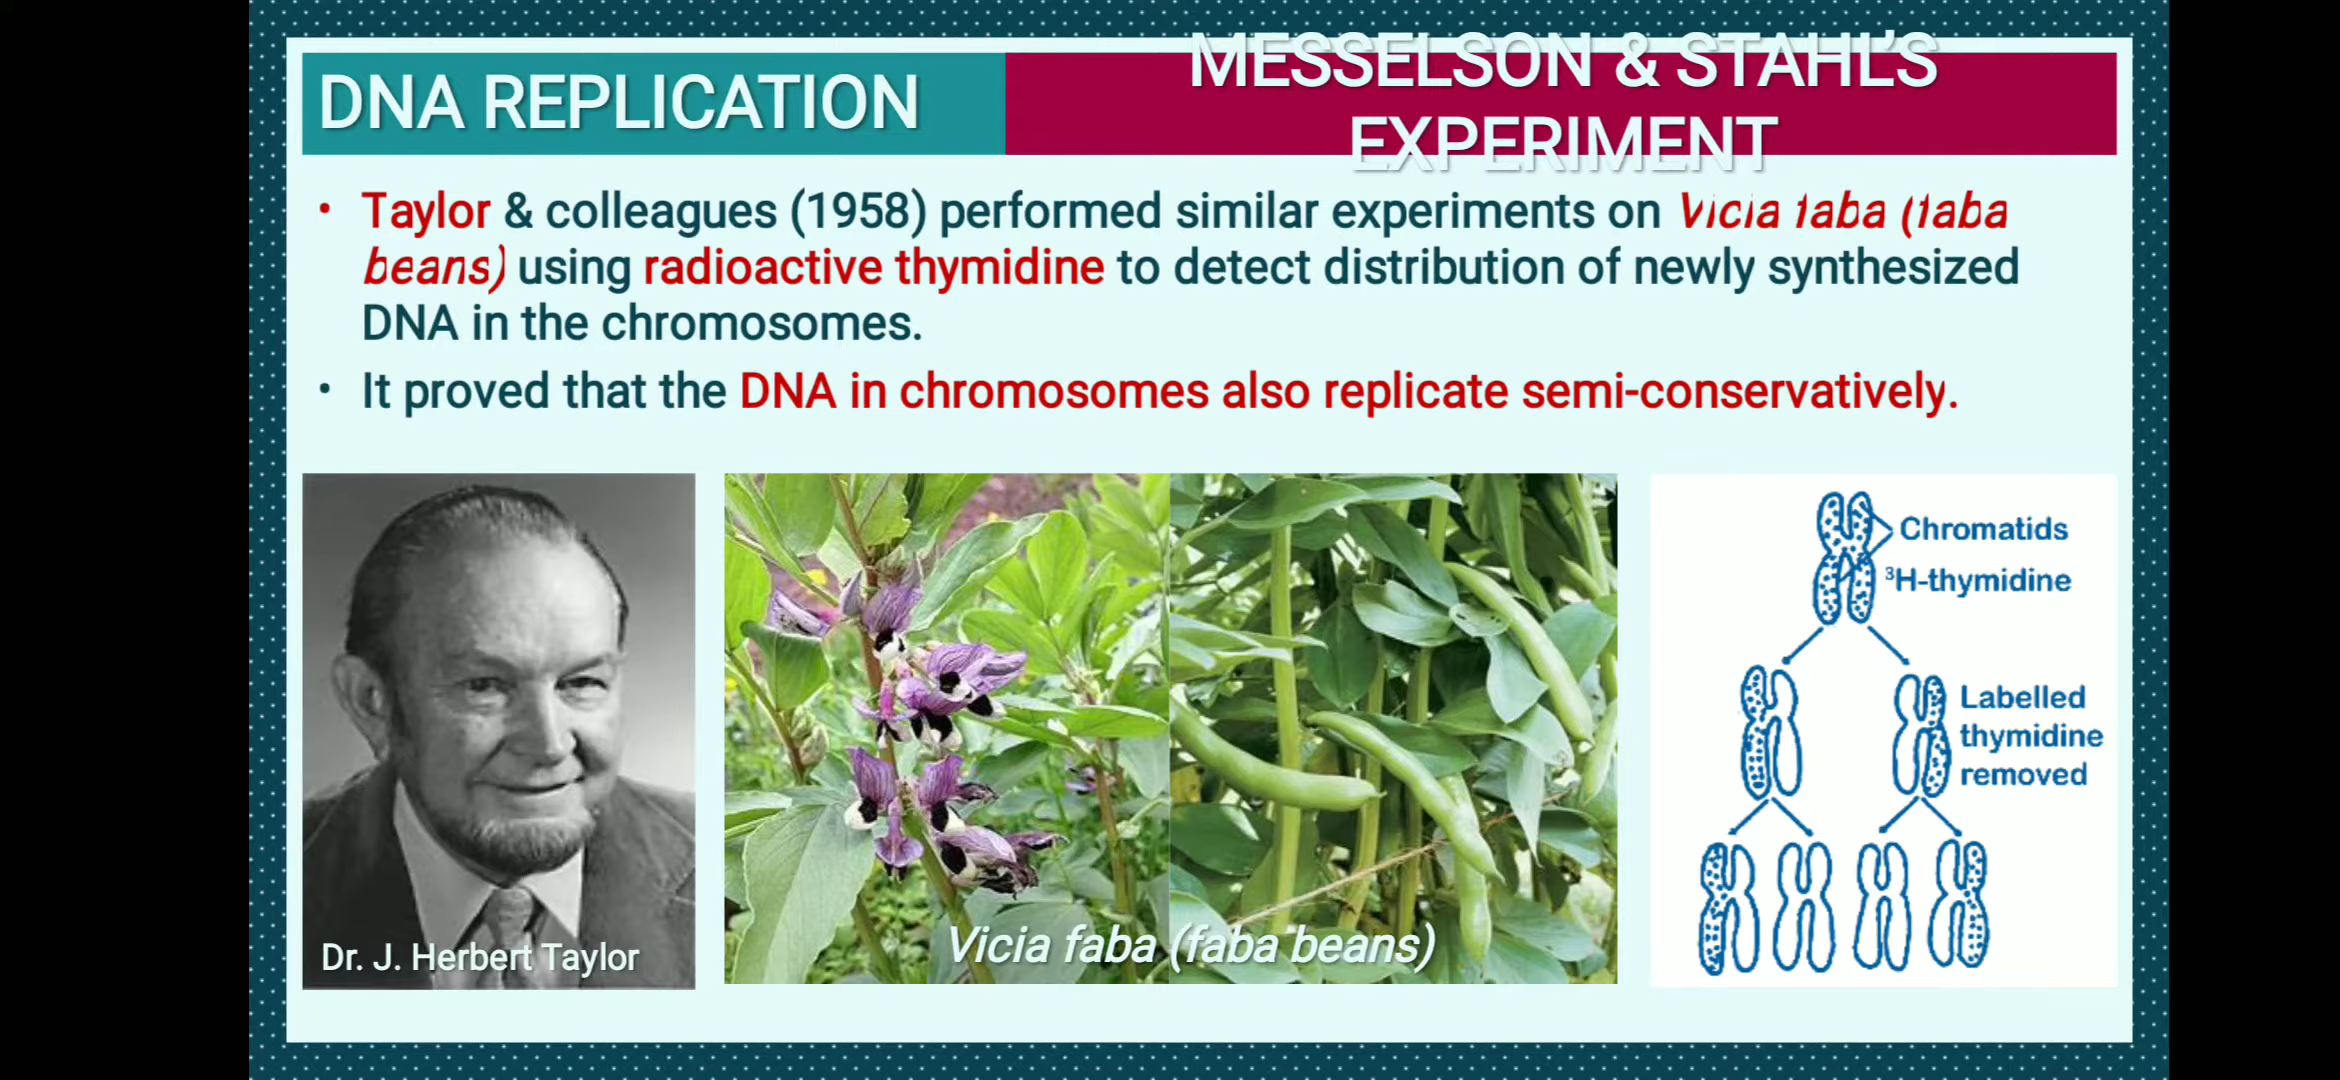 DNA REPLICATION
MESSELSON & STAHL'S
EXPERIMENT
• Taylor & colleagues (1958) performed similar experiments on Vicia faba (faba
beans) using radioactive thymidine to detect distribution of newly synthesized
DNA in the chromosomes.
• It proved that the DNA in chromosomes also replicate semi-conservatively.
Dr. J. Herbert Taylor
Vicia faba (faba beans)
Chromatids
³H-thymidine
Labelled
thymidine
removed